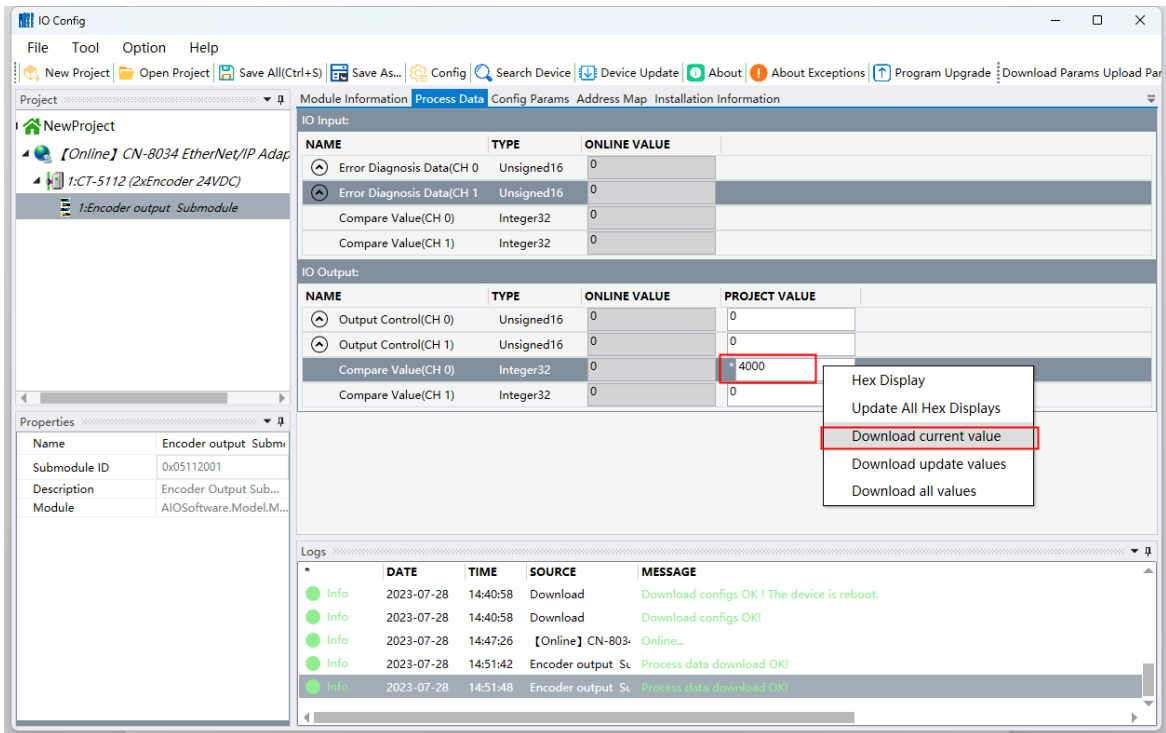 IO Config
File Tool Option Help
New Project Open Project Save All(Ctrl+S) Save As... Config Search Device Device Update About About Exceptions Program Upgrade Download Params Upload Par
Project
Module Information Process Data Config Params Address Map Installation Information
NewProject
【Online】CN-8034 EtherNet/IP Adap
1:CT-5112 (2xEncoder 24VDC)
1:Encoder output Submodule
IO Input:
NAME TYPE ONLINE VALUE
Error Diagnosis Data(CH 0 Unsigned16 0
Error Diagnosis Data(CH 1 Unsigned16 0
Compare Value(CH 0) Integer32 0
Compare Value(CH 1) Integer32 0
IO Output:
NAME TYPE ONLINE VALUE PROJECT VALUE
Output Control(CH 0) Unsigned16 0 0
Output Control(CH 1) Unsigned16 0 0
Compare Value(CH 0) Integer32 0 * 4000
Compare Value(CH 1) Integer32 0 0
Hex Display
Update All Hex Displays
Download current value
Download update values
Download all values
Properties
Name Encoder output Subm
Submodule ID 0x05112001
Description Encoder Output Sub...
Module AIOSoftware.Model.M...
Logs
* DATE TIME SOURCE MESSAGE
Info 2023-07-28 14:40:58 Download Download configs OK ! The device is reboot.
Info 2023-07-28 14:40:58 Download Download configs OK!
Info 2023-07-28 14:47:26 【Online】CN-803 Online...
Info 2023-07-28 14:51:42 Encoder output Su Process data download OK!
Info 2023-07-28 14:51:48 Encoder output Su Process data download OK!